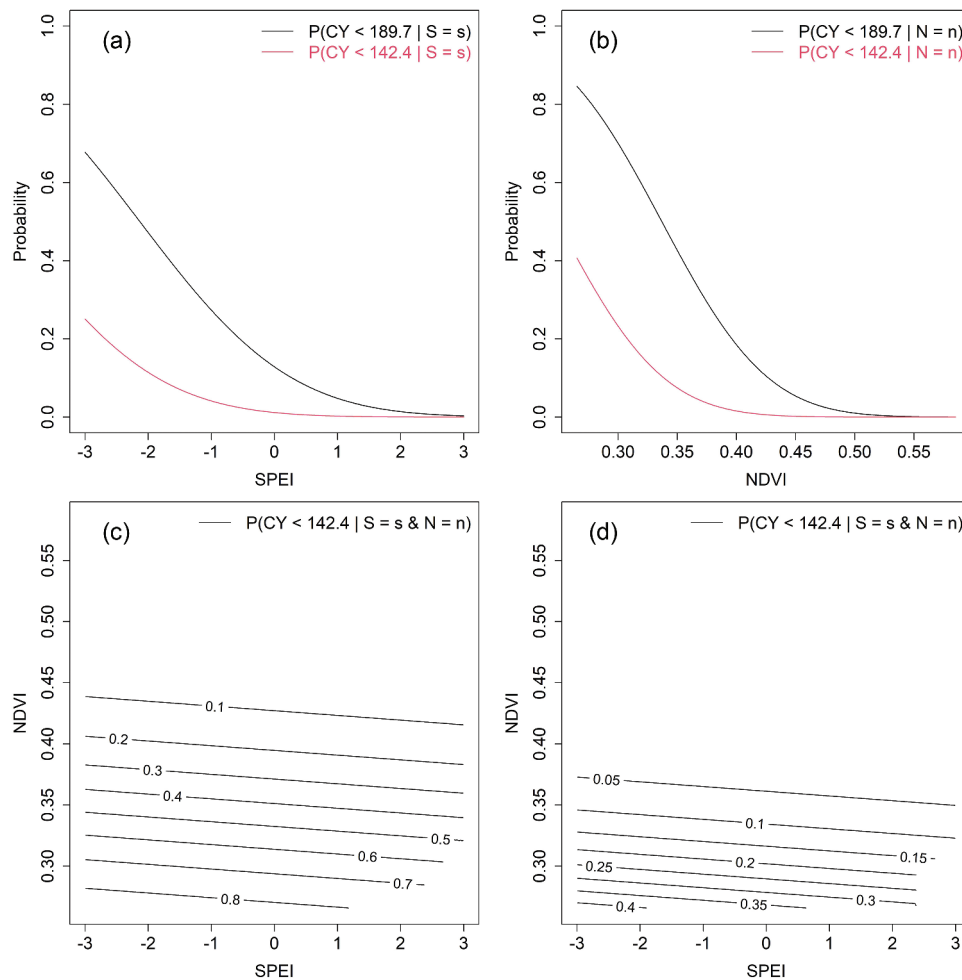 (a)
P(CY < 189.7 | S = s)
P(CY < 142.4 | S = s)
Probability
0.0 0.2 0.4 0.6 0.8 1.0
-3 -2 -1 0 1 2 3
SPEI
(b)
P(CY < 189.7 | N = n)
P(CY < 142.4 | N = n)
Probability
0.0 0.2 0.4 0.6 0.8 1.0
0.30 0.35 0.40 0.45 0.50 0.55
NDVI
(c)
P(CY < 142.4 | S = s & N = n)
NDVI
0.30 0.35 0.40 0.45 0.50 0.55
0.1
0.2
0.3
0.4
0.5
0.6
0.7
0.8
-3 -2 -1 0 1 2 3
SPEI
(d)
P(CY < 142.4 | S = s & N = n)
NDVI
0.30 0.35 0.40 0.45 0.50 0.55
0.05
0.1
0.15
0.2
0.25
0.3
0.35
0.4
-3 -2 -1 0 1 2 3
SPEI